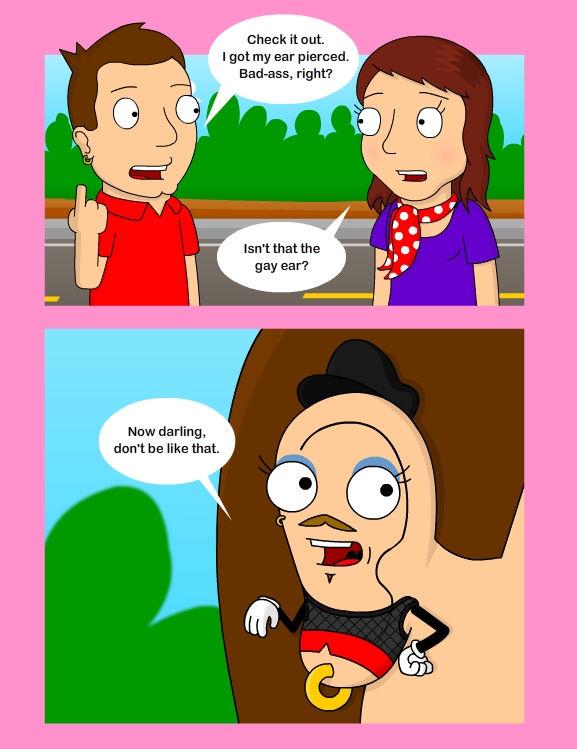 Check it out.
I got my ear pierced.
Bad-ass, right?
Isn't that the
gay ear?
Now darling,
don't be like that.